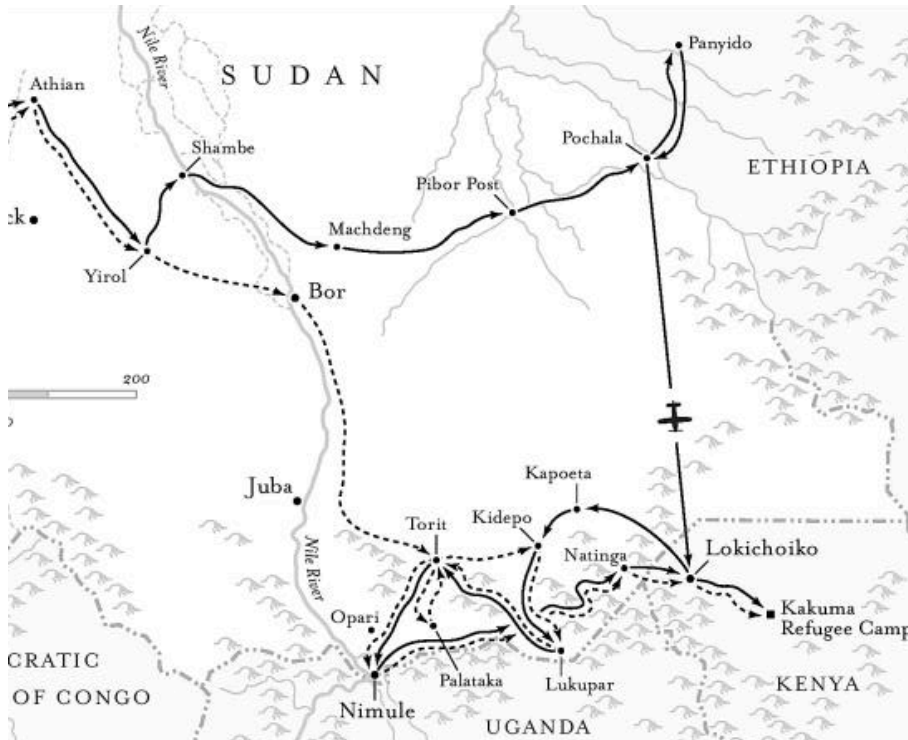 Nile River
Panyido
SUDAN
Athian
Shambe
Pochala
ETHIOPIA
Pibor Post
ck
Machdeng
Yirol
Bor
200
Kapoeta
Juba
Kidepo
Torit
Lokichoiko
Natinga
Nile River
Opari
Kakuma
Refugee Camp
CRATIC
OF CONGO
Palataka
Lukupar
KENYA
Nimule
UGANDA